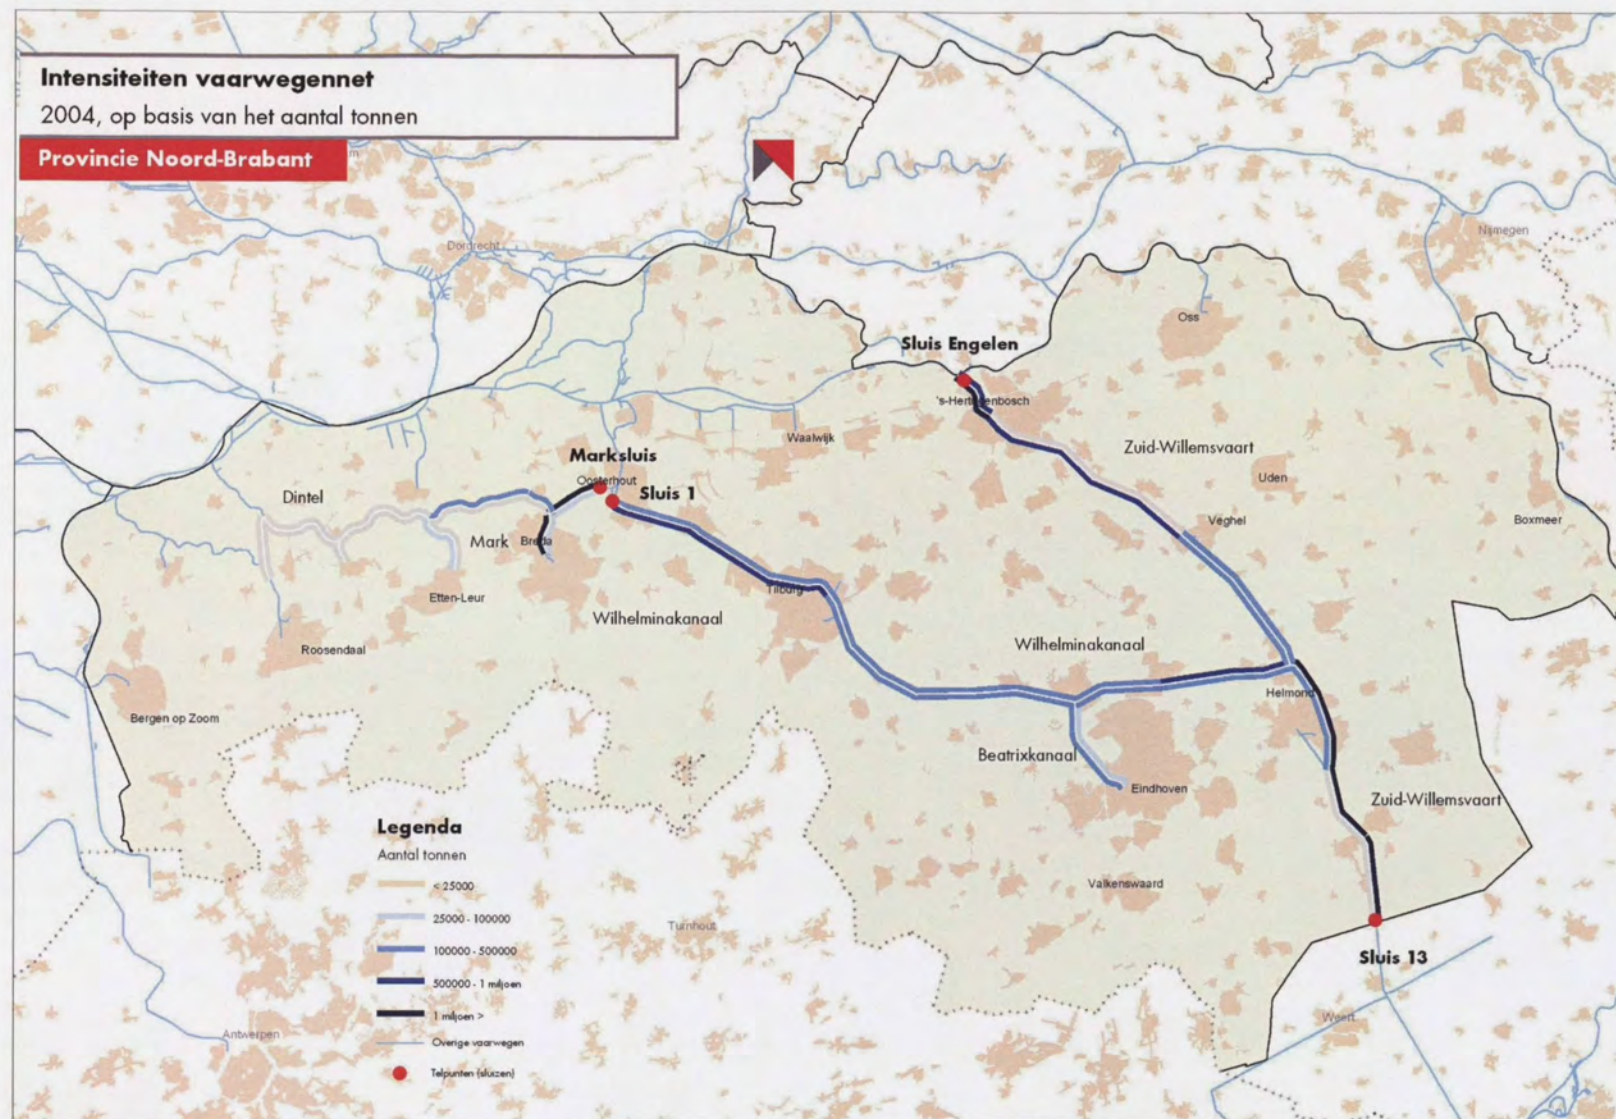 Intensiteiten vaarwegennet
2004, op basis van het aantal tonnen
Provincie Noord-Brabant
Dordrecht
Nijmegen
Oss
Sluis Engelen
's-Hertogenbosch
Waalwijk
Zuid-Willemsvaart
Marksluis
Oosterhout
Sluis 1
Uden
Dintel
Boxmeer
Veghel
Mark
Breda
Tilburg
Etten-Leur
Wilhelminakanaal
Wilhelminakanaal
Roosendaal
Helmond
Bergen op Zoom
Beatrixkanaal
Eindhoven
Zuid-Willemsvaart
Valkenswaard
Turnhout
Sluis 13
Weert
Antwerpen
Legenda
Aantal tonnen
< 25000
25000 - 100000
100000 - 500000
500000 - 1 miljoen
1 miljoen >
Overige vaarwegen
Telpunten (sluizen)